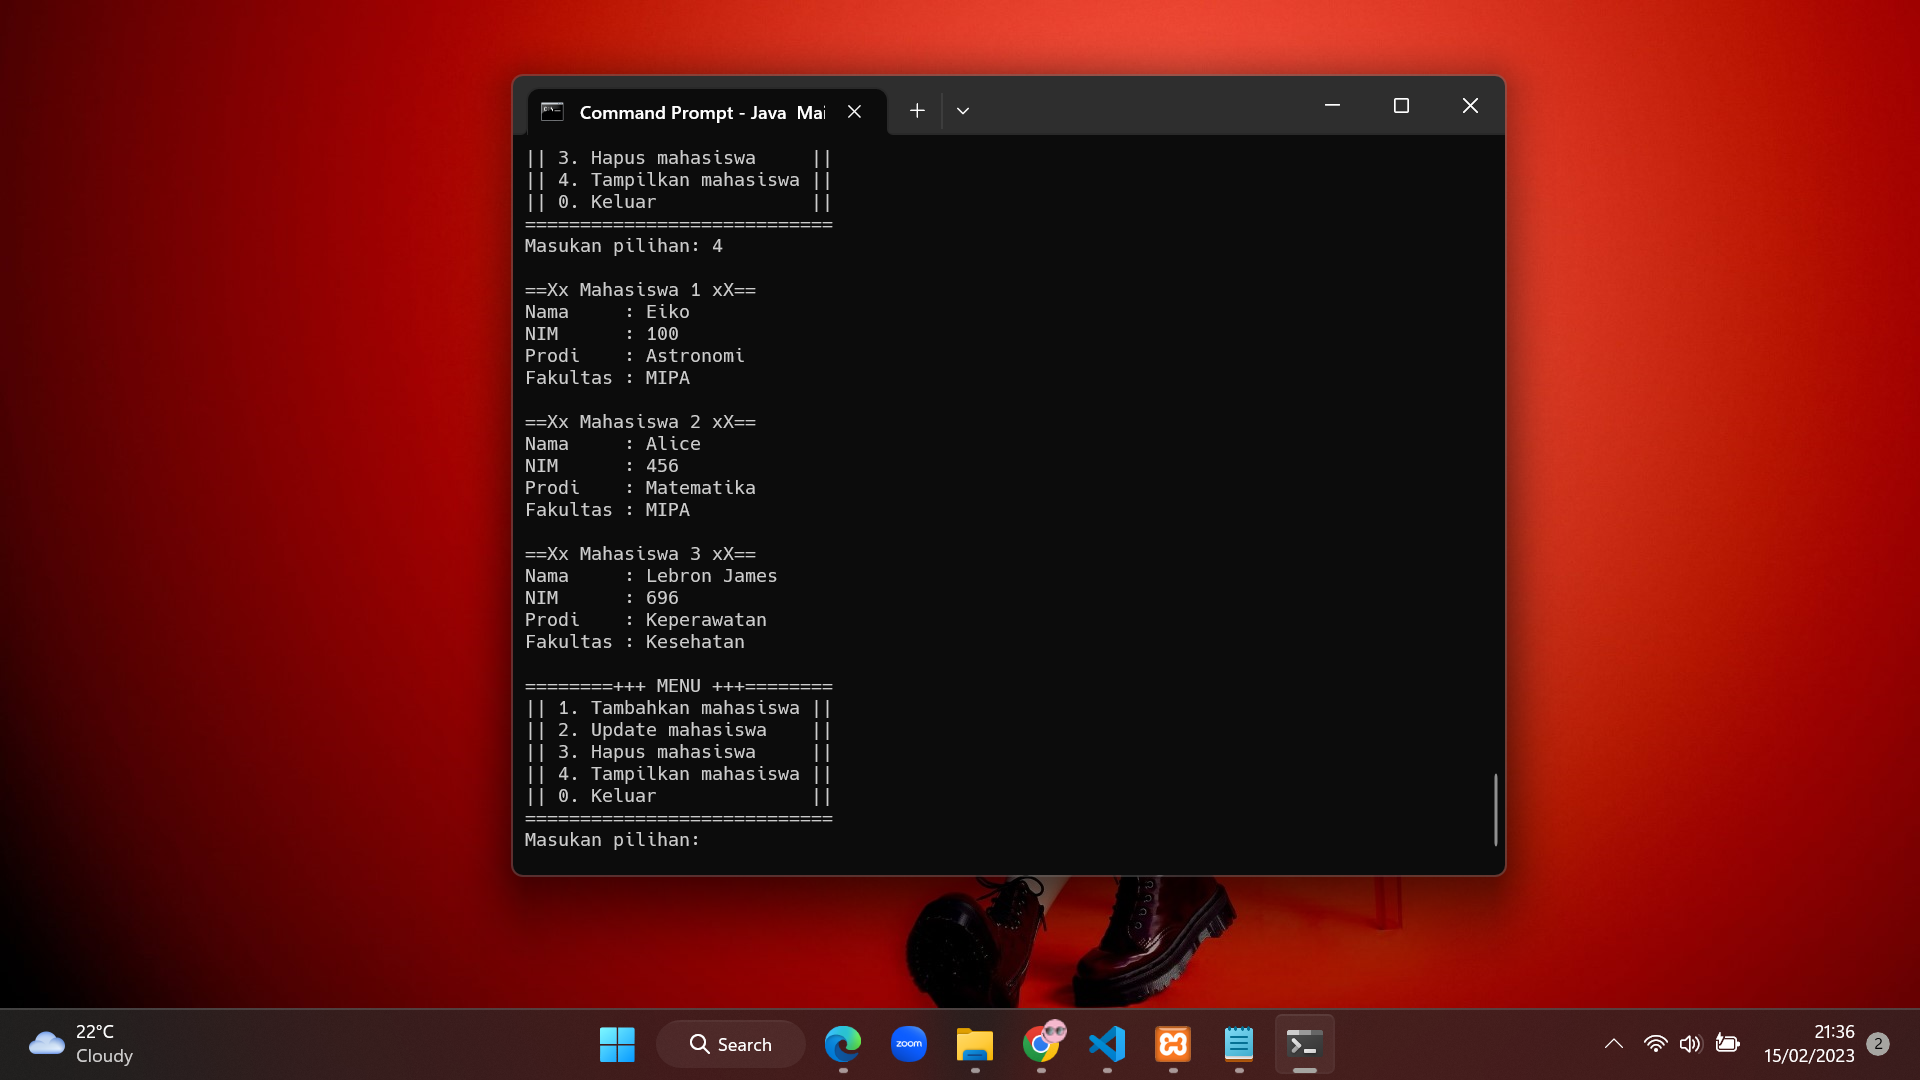 Command Prompt - Java  Mai
|| 3. Hapus mahasiswa     ||
|| 4. Tampilkan mahasiswa ||
|| 0. Keluar              ||
============================
Masukan pilihan: 4
==Xx Mahasiswa 1 xX==
Nama     : Eiko
NIM      : 100
Prodi    : Astronomi
Fakultas : MIPA
==Xx Mahasiswa 2 xX==
Nama     : Alice
NIM      : 456
Prodi    : Matematika
Fakultas : MIPA
==Xx Mahasiswa 3 xX==
Nama     : Lebron James
NIM      : 696
Prodi    : Keperawatan
Fakultas : Kesehatan
========+++ MENU +++========
|| 1. Tambahkan mahasiswa ||
|| 2. Update mahasiswa    ||
|| 3. Hapus mahasiswa     ||
|| 4. Tampilkan mahasiswa ||
|| 0. Keluar              ||
============================
Masukan pilihan:
22°C
Cloudy
Search
zoom
21:36
15/02/2023
2